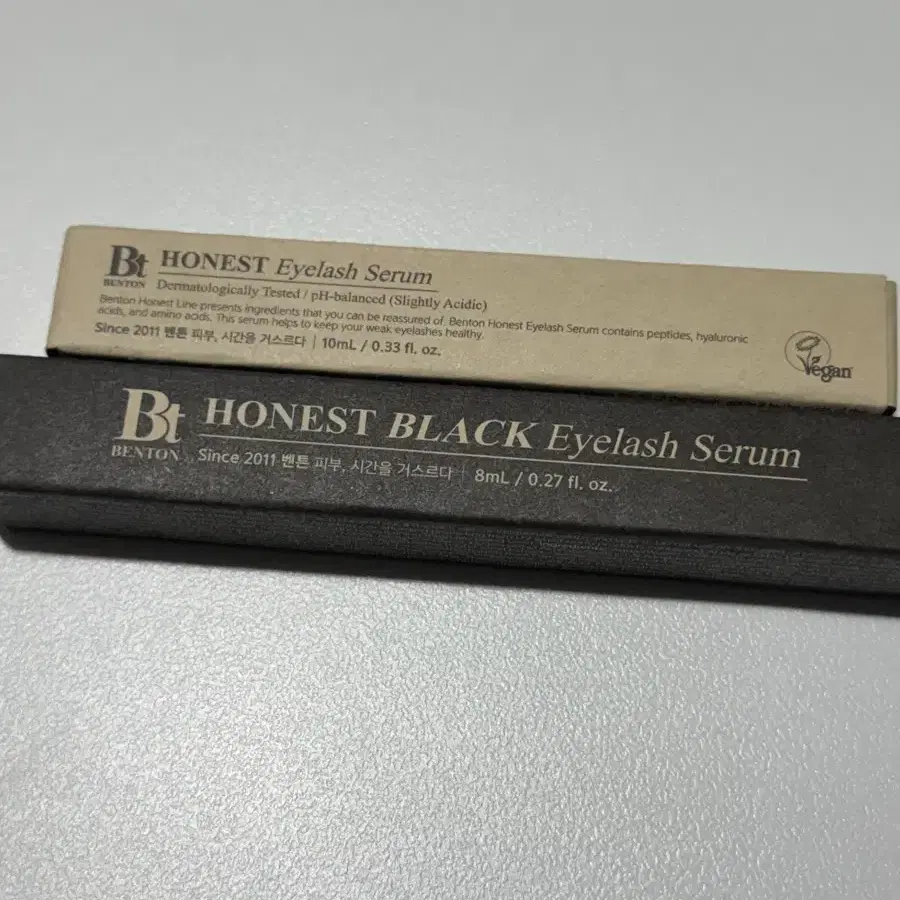 Bt
BENTON
HONEST Eyelash Serum
Dermatologically Tested / pH-balanced (Slightly Acidic)
Benton Honest Line presents ingredients that you can be reassured of. Benton Honest Eyelash Serum contains peptides, hyaluronic
acids, and amino acids. This serum helps to keep your weak eyelashes healthy.
Since 2011 벤튼 피부, 시간을 거스르다 | 10mL / 0.33 fl. oz.
Vegan
Bt
BENTON
HONEST BLACK Eyelash Serum
Since 2011 벤튼 피부, 시간을 거스르다 | 8mL / 0.27 fl. oz.